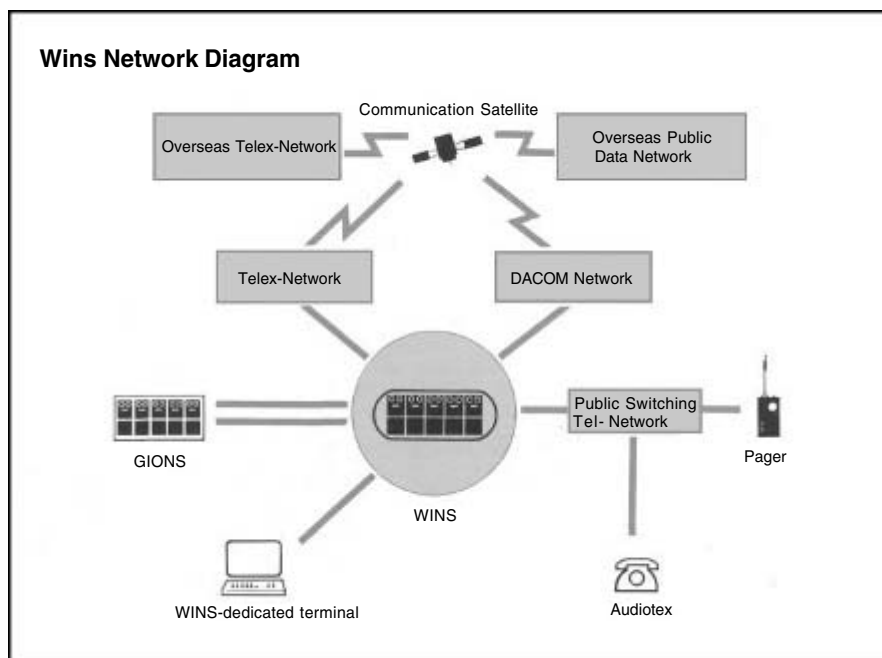 Wins Network Diagram
Communication Satellite
Overseas Telex-Network
Overseas Public
Data Network
Telex-Network
DACOM Network
Public Switching
Tel- Network
GIONS
WINS
Pager
WINS-dedicated terminal
Audiotex